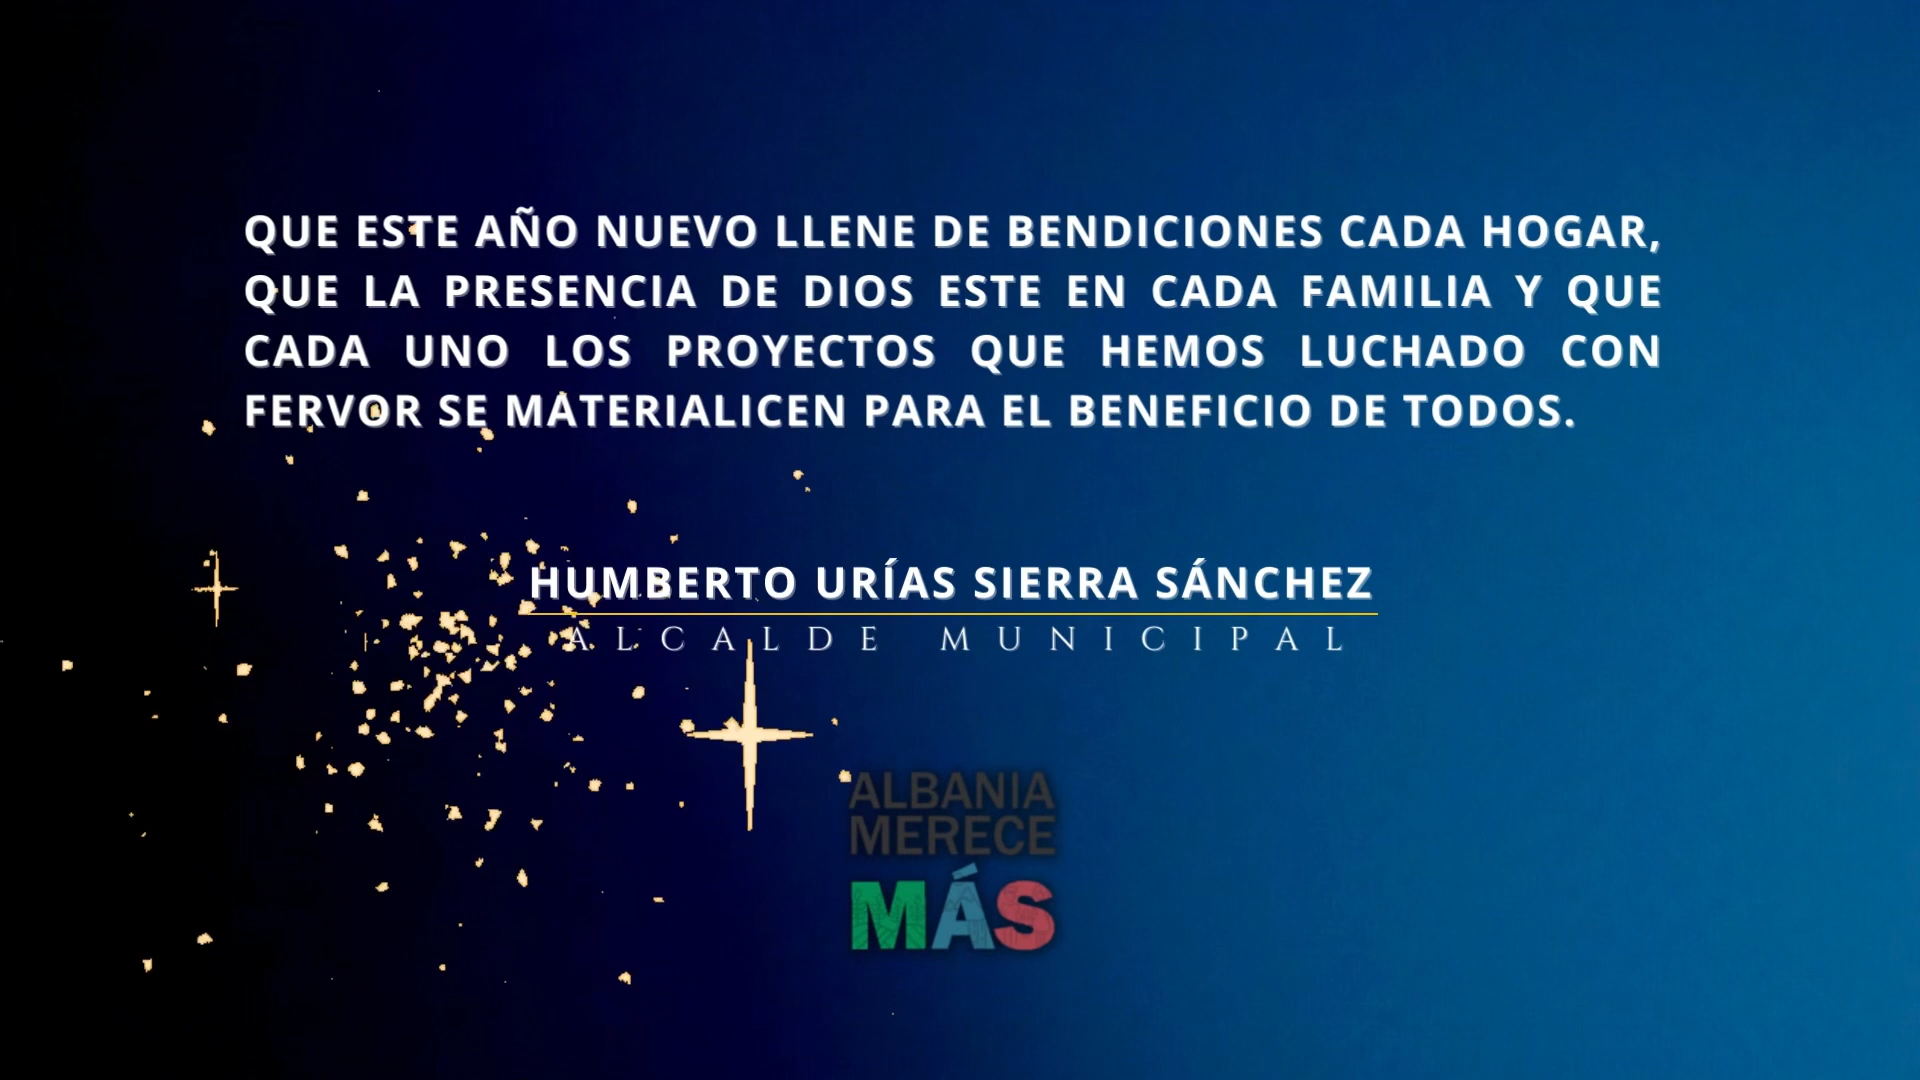 QUE ESTE AÑO NUEVO LLENE DE BENDICIONES CADA HOGAR,
QUE LA PRESENCIA DE DIOS ESTE EN CADA FAMILIA Y QUE
CADA UNO LOS PROYECTOS QUE HEMOS LUCHADO CON
FERVOR SE MATERIALICEN PARA EL BENEFICIO DE TODOS.
HUMBERTO URÍAS SIERRA SÁNCHEZ
ALCALDE MUNICIPAL
ALBANIA
MERECE
MÁS